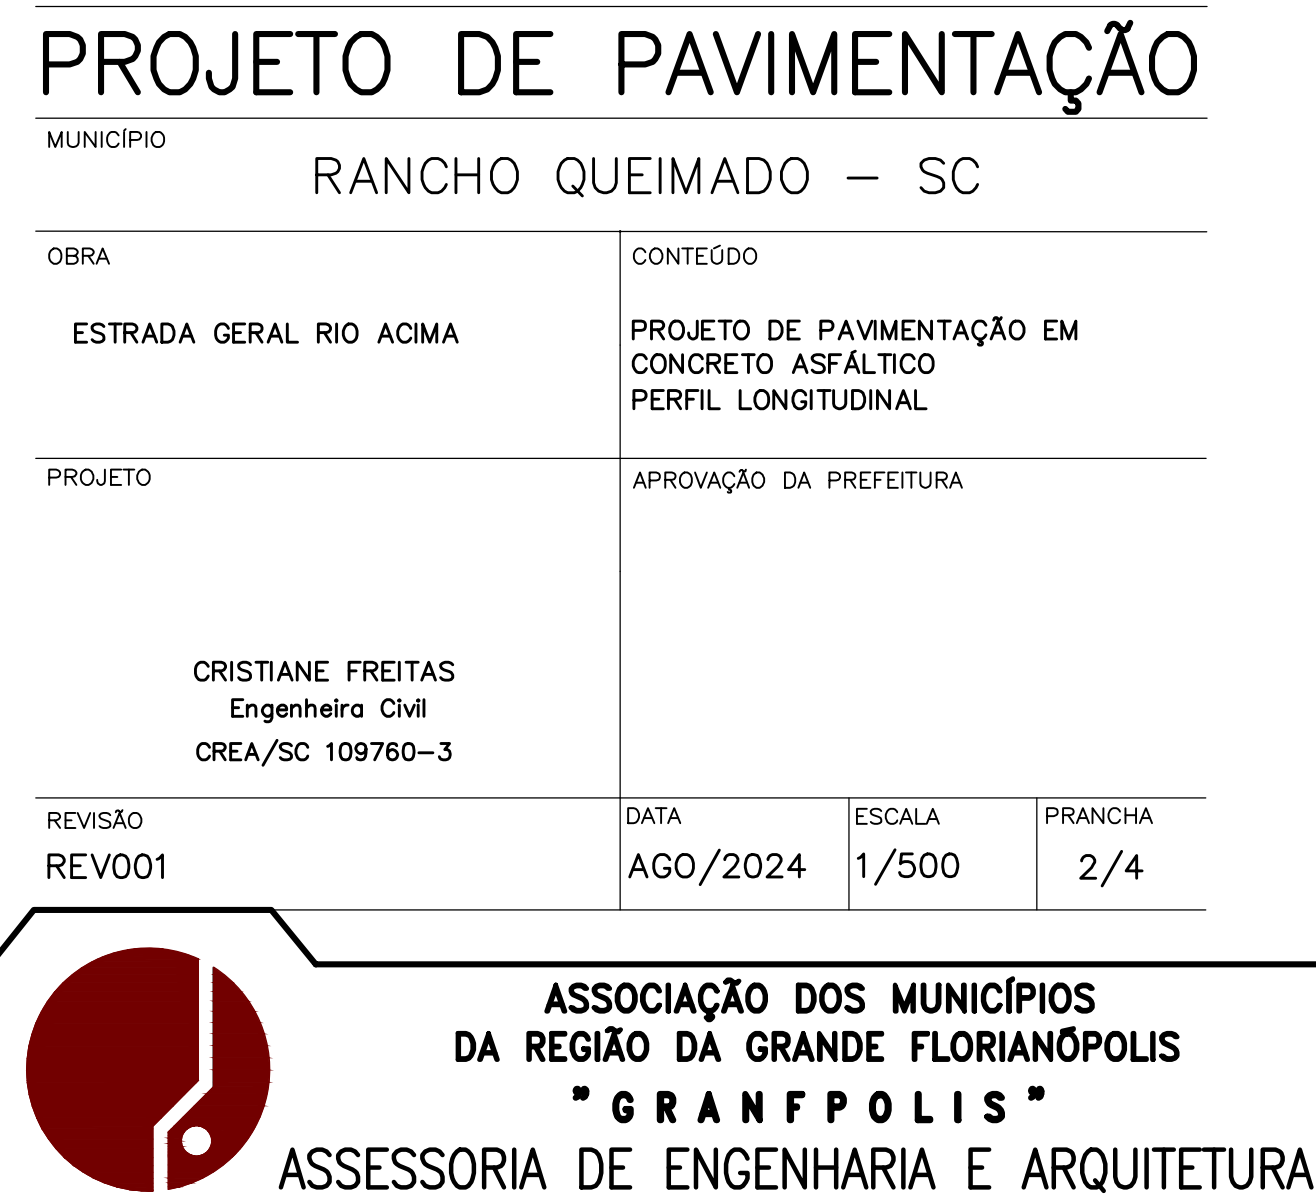 PROJETO DE PAVIMENTAÇÃO
MUNICÍPIO
RANCHO QUEIMADO – SC
OBRA
ESTRADA GERAL RIO ACIMA
CONTEÚDO
PROJETO DE PAVIMENTAÇÃO EM
CONCRETO ASFÁLTICO
PERFIL LONGITUDINAL
PROJETO
CRISTIANE FREITAS
Engenheira Civil
CREA/SC 109760–3
APROVAÇÃO DA PREFEITURA
REVISÃO
REV001
DATA
AGO/2024
ESCALA
1/500
PRANCHA
2/4
ASSOCIAÇÃO DOS MUNICÍPIOS
DA REGIÃO DA GRANDE FLORIANÓPOLIS
"GRANFPOLIS"
ASSESSORIA DE ENGENHARIA E ARQUITETURA